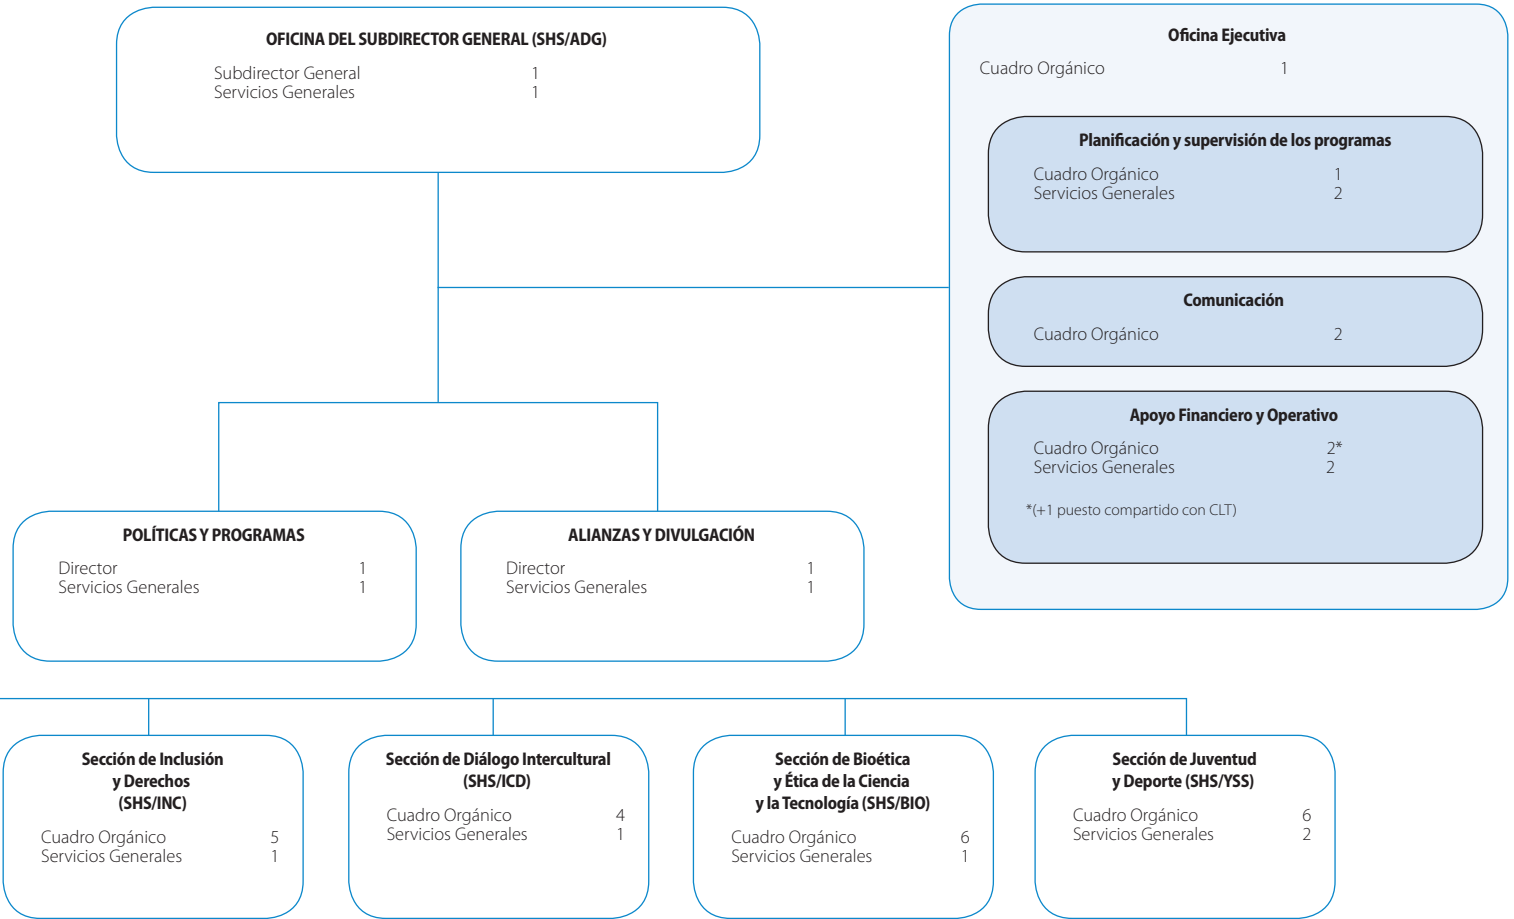 OFICINA DEL SUBDIRECTOR GENERAL (SHS/ADG)
Subdirector General 1
Servicios Generales 1
Oficina Ejecutiva
Cuadro Orgánico 1
Planificación y supervisión de los programas
Cuadro Orgánico 1
Servicios Generales 2
Comunicación
Cuadro Orgánico 2
Apoyo Financiero y Operativo
Cuadro Orgánico 2*
Servicios Generales 2
*(+1 puesto compartido con CLT)
POLÍTICAS Y PROGRAMAS
Director 1
Servicios Generales 1
ALIANZAS Y DIVULGACIÓN
Director 1
Servicios Generales 1
Sección de Inclusión
y Derechos
(SHS/INC)
Cuadro Orgánico 5
Servicios Generales 1
Sección de Diálogo Intercultural
(SHS/ICD)
Cuadro Orgánico 4
Servicios Generales 1
Sección de Bioética
y Ética de la Ciencia
y la Tecnología (SHS/BIO)
Cuadro Orgánico 6
Servicios Generales 1
Sección de Juventud
y Deporte (SHS/YSS)
Cuadro Orgánico 6
Servicios Generales 2